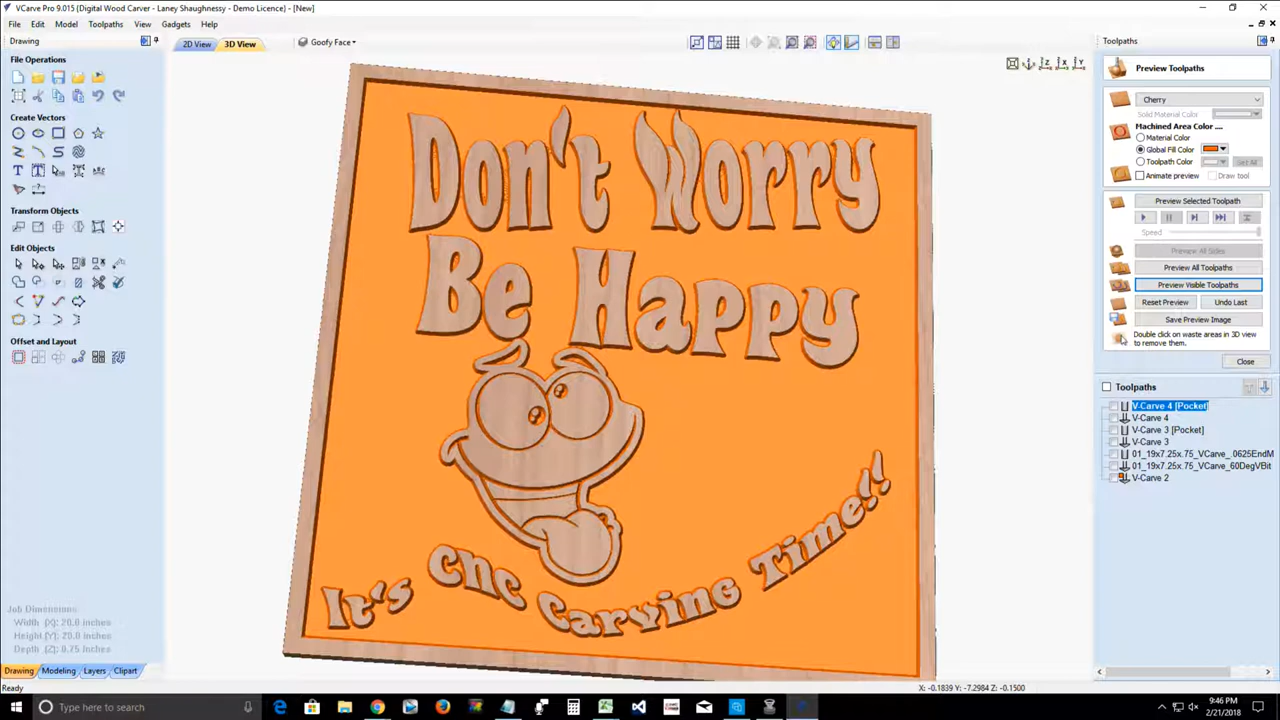 VCarve Pro 9.015 {Digital Wood Carver - Laney Shaughnessy - Demo Licence} - [New]
File Edit Model Toolpaths View Gadgets Help
Drawing
2D View 3D View Goofy Face
Toolpaths
File Operations
Create Vectors
Transform Objects
Edit Objects
Offset and Layout
Job Dimensions
Width (X): 20.0 inches
Height (Y): 20.0 inches
Depth (Z): 0.75 inches
Drawing Modeling Layers Clipart
Ready
Don't Worry
Be Happy
It's CNC Carving Time!!
Preview Toolpaths
Cherry
Solid Material Color
Machined Area Color ....
Material Color
Global Fill Color
Toolpath Color Set All
Animate preview Draw tool
Preview Selected Toolpath
Speed
Preview All Sides
Preview All Toolpaths
Preview Visible Toolpaths
Reset Preview Undo Last
Save Preview Image
Double click on waste areas in 3D view
to remove them.
Close
Toolpaths
V-Carve 4 [Pocket]
V-Carve 4
V-Carve 3 [Pocket]
V-Carve 3
01_19x7.25x.75_VCarve_.0625EndM
01_19x7.25x.75_VCarve_60DegVBit
V-Carve 2
X: -0.1839 Y: -7.2984 Z: -0.1500
Type here to search
9:46 PM
2/21/2018